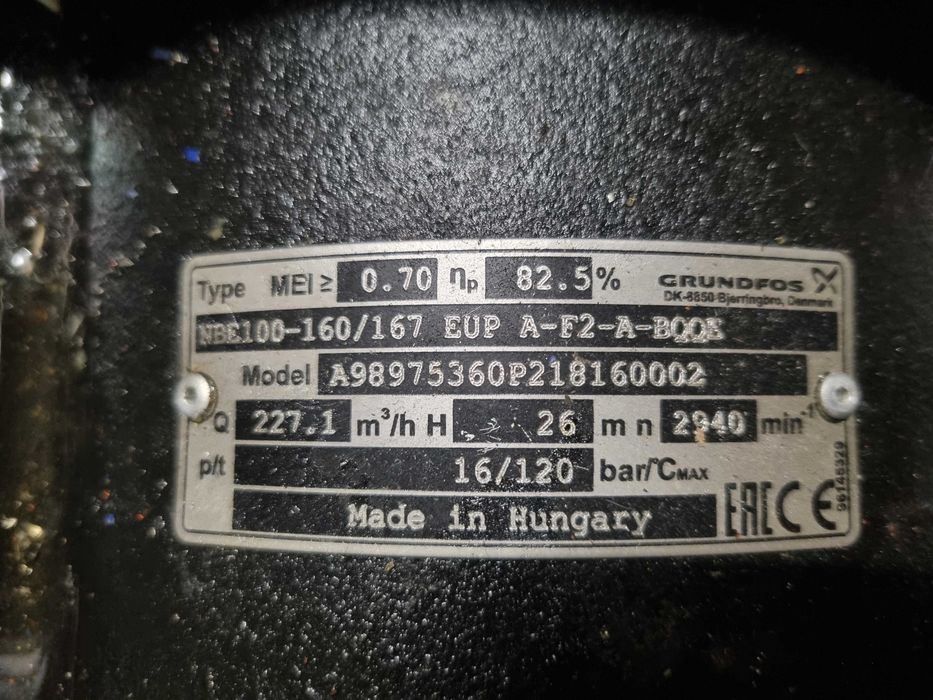 Type MEI ≥ 0.70 ηp 82.5% GRUNDFOS
DK-8850-Bjerringbro, Denmark
NBE100-160/167 EUP A-F2-A-BQQE
Model A98975360P218160002
Q 227.1 m³/h H 26 m n 2940 min⁻¹
p/t 16/120 bar/°CMAX
Made in Hungary EAC CE
96146329